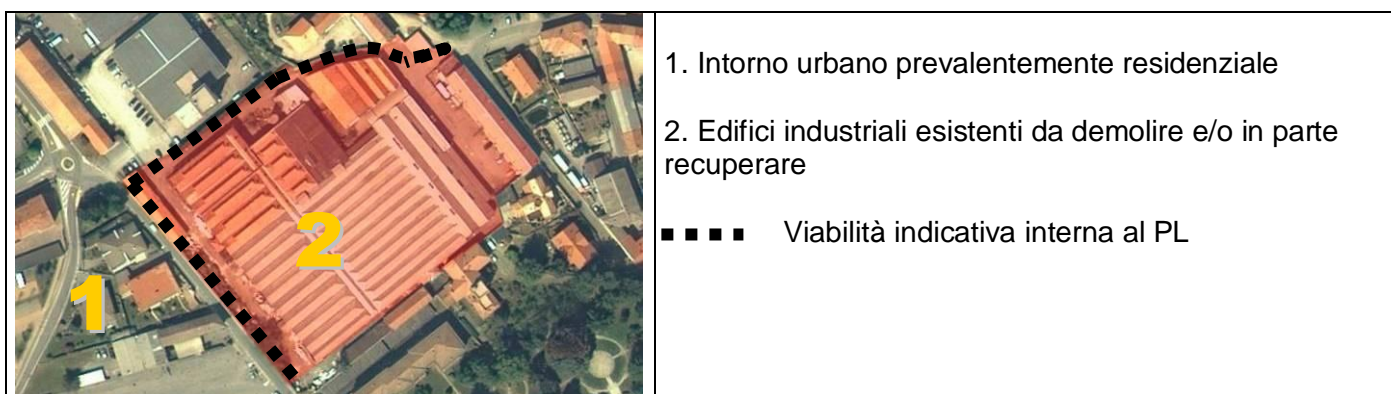 1
2
1. Intorno urbano prevalentemente residenziale
2. Edifici industriali esistenti da demolire e/o in parte
recuperare
Viabilità indicativa interna al PL